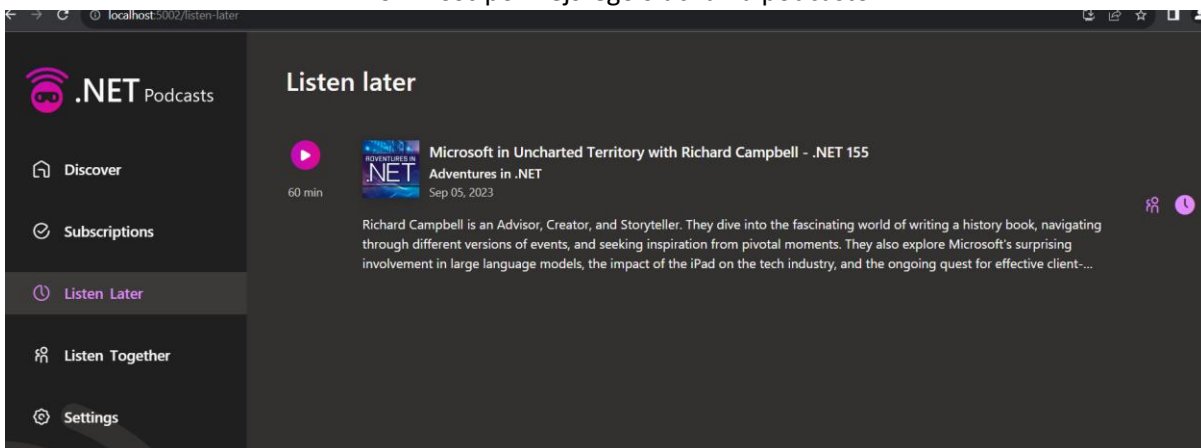 localhost:5002/listen-later
.NET Podcasts
Listen later
Discover
Subscriptions
Listen Later
Listen Together
Settings
60 min
ADVENTURES IN
.NET
Microsoft in Uncharted Territory with Richard Campbell - .NET 155
Adventures in .NET
Sep 05, 2023
Richard Campbell is an Advisor, Creator, and Storyteller. They dive into the fascinating world of writing a history book, navigating
through different versions of events, and seeking inspiration from pivotal moments. They also explore Microsoft's surprising
involvement in large language models, the impact of the iPad on the tech industry, and the ongoing quest for effective client-...